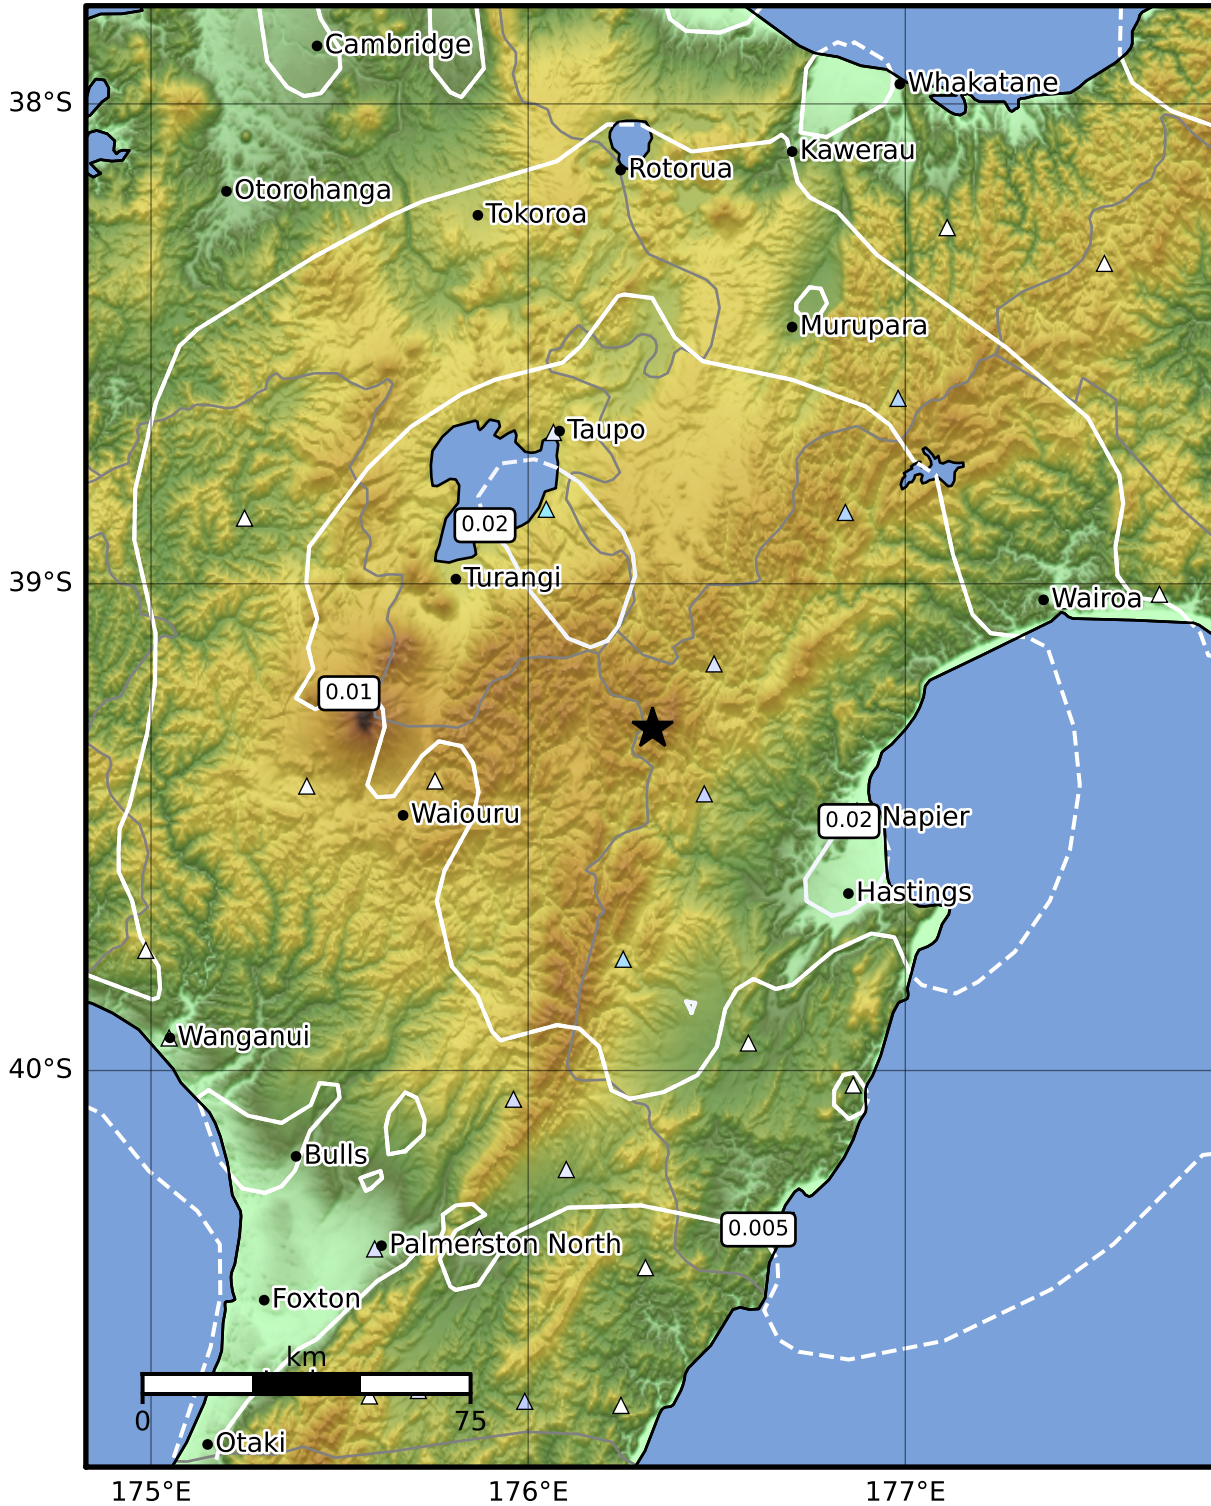 Cambridge
Whakatane
38°S
Kawerau
Rotorua
Otorohanga
Tokoroa
Murupara
Taupo
0.02
Turangi
39°S
Wairoa
0.01
Waiouru
0.02 Napier
Hastings
Wanganui
40°S
Bulls
0.005
Palmerston North
Foxton
km
0 75
Otaki
175°E 176°E 177°E